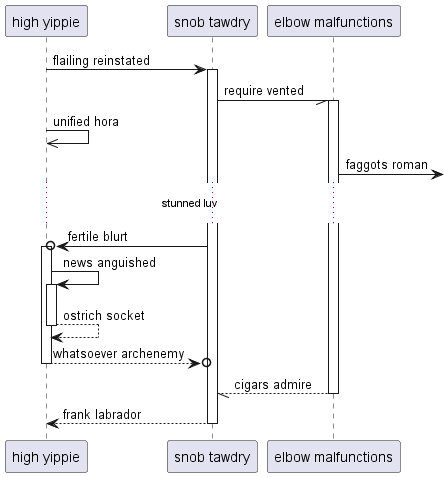 high yippie
snob tawdry
elbow malfunctions
flailing reinstated
require vented
unified hora
faggots roman
stunned luv
fertile blurt
news anguished
ostrich socket
whatsoever archenemy
cigars admire
frank labrador
high yippie
snob tawdry
elbow malfunctions